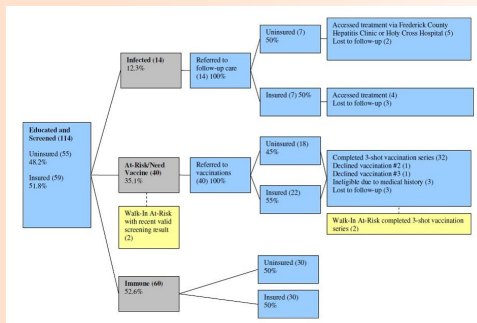 Educated and
Screened (114)
Uninsured (55)
48.2%
Insured (59)
51.8%
Infected (14)
12.3%
Referred to
follow-up care
(14) 100%
Uninsured (7)
50%
Accessed treatment via Frederick County
Hepatitis Clinic or Holy Cross Hospital (5)
Lost to follow-up (2)
Insured (7) 50%
Accessed treatment (4)
Lost to follow-up (3)
At-Risk/Need
Vaccine (40)
35.1%
Referred to
vaccinations
(40) 100%
Uninsured (18)
45%
Insured (22)
55%
Completed 3-shot vaccination series (32)
Declined vaccination #2 (1)
Declined vaccination #3 (1)
Ineligible due to medical history (3)
Lost to follow-up (3)
Walk-In At-Risk
with recent valid
screening result
(2)
Walk-In At-Risk completed 3-shot vaccination
series (2)
Immune (60)
52.6%
Uninsured (30)
50%
Insured (30)
50%